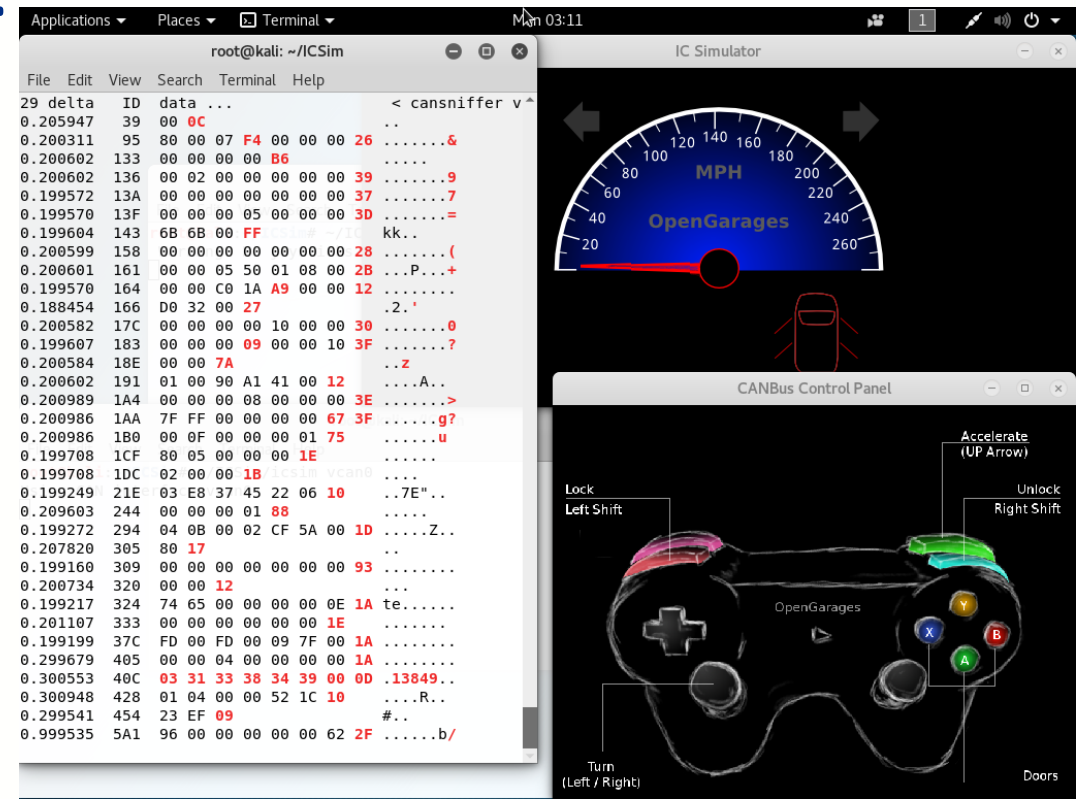 Applications Places Terminal Mon 03:11 1
root@kali: ~/ICSim
File Edit View Search Terminal Help
29 delta ID data ... < cansniffer v
0.205947 39 00 0C ..
0.200311 95 80 00 07 F4 00 00 00 26 .......&
0.200602 133 00 00 00 00 B6 .....
0.200602 136 00 02 00 00 00 00 00 39 .......9
0.199572 13A 00 00 00 00 00 00 00 37 .......7
0.199570 13F 00 00 00 05 00 00 00 3D .......=
0.199604 143 6B 6B 00 FF kk..
0.200599 158 00 00 00 00 00 00 00 28 .......(
0.200601 161 00 00 05 50 01 08 00 2B ...P...+
0.199570 164 00 00 C0 1A A9 00 00 12 ........
0.188454 166 D0 32 00 27 .2.'
0.200582 17C 00 00 00 00 10 00 00 30 .......0
0.199607 183 00 00 00 09 00 00 10 3F .......?
0.200584 18E 00 00 7A ..z
0.200602 191 01 00 90 A1 41 00 12 ....A..
0.200989 1A4 00 00 00 08 00 00 00 3E .......>
0.200986 1AA 7F FF 00 00 00 00 67 3F ......g?
0.200986 1B0 00 0F 00 00 00 01 75 ......u
0.199708 1CF 80 05 00 00 00 1E ......
0.199708 1DC 02 00 00 1B ....
0.199249 21E 03 E8 37 45 22 06 10 ..7E"..
0.209603 244 00 00 00 01 88 .....
0.199272 294 04 0B 00 02 CF 5A 00 1D .....Z..
0.207820 305 80 17 ..
0.199160 309 00 00 00 00 00 00 00 93 ........
0.200734 320 00 00 12 ...
0.199217 324 74 65 00 00 00 00 0E 1A te......
0.201107 333 00 00 00 00 00 00 1E .......
0.199199 37C FD 00 FD 00 09 7F 00 1A ........
0.299679 405 00 00 04 00 00 00 00 1A ........
0.300553 40C 03 31 33 38 34 39 00 0D .13849..
0.300948 428 01 04 00 00 52 1C 10 ....R..
0.299541 454 23 EF 09 #..
0.999535 5A1 96 00 00 00 00 00 62 2F ......b/
IC Simulator
20 40 60 80 100 120 140 160 180 200 220 240 260
MPH
OpenGarages
CANBus Control Panel
Accelerate
(UP Arrow)
Lock
Left Shift
Unlock
Right Shift
OpenGarages
Y
X
B
A
Turn
(Left / Right)
Doors